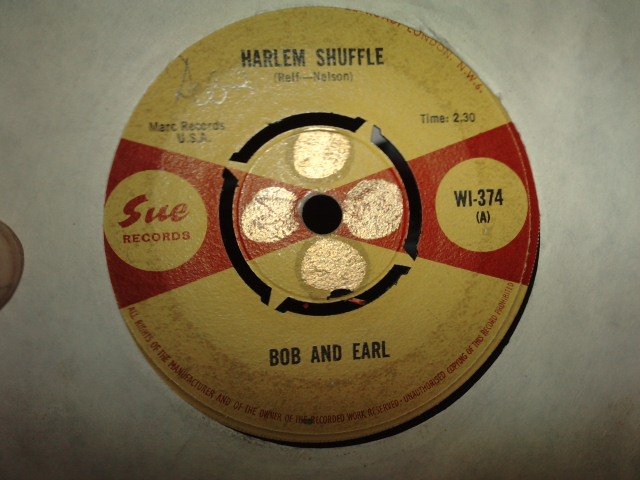 LONDON, N.W.6.
HARLEM SHUFFLE
(Relf—Nelson)
Marc Records
U.S.A.
Time: 2.30
Sue
RECORDS
WI-374
(A)
BOB AND EARL
ALL RIGHTS OF THE MANUFACTURER AND OF THE OWNER OF THE RECORDED WORK RESERVED - UNAUTHORISED COPYING OF THIS RECORD PROHIBITED